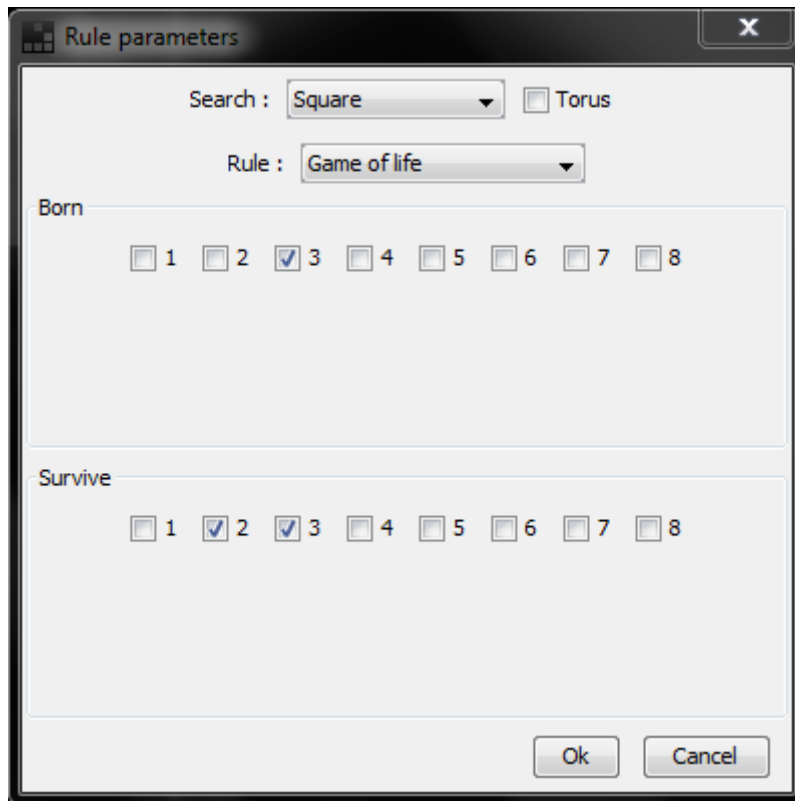 Rule parameters
Search : Square Torus
Rule : Game of life
Born
1 2 3 4 5 6 7 8
Survive
1 2 3 4 5 6 7 8
Ok Cancel